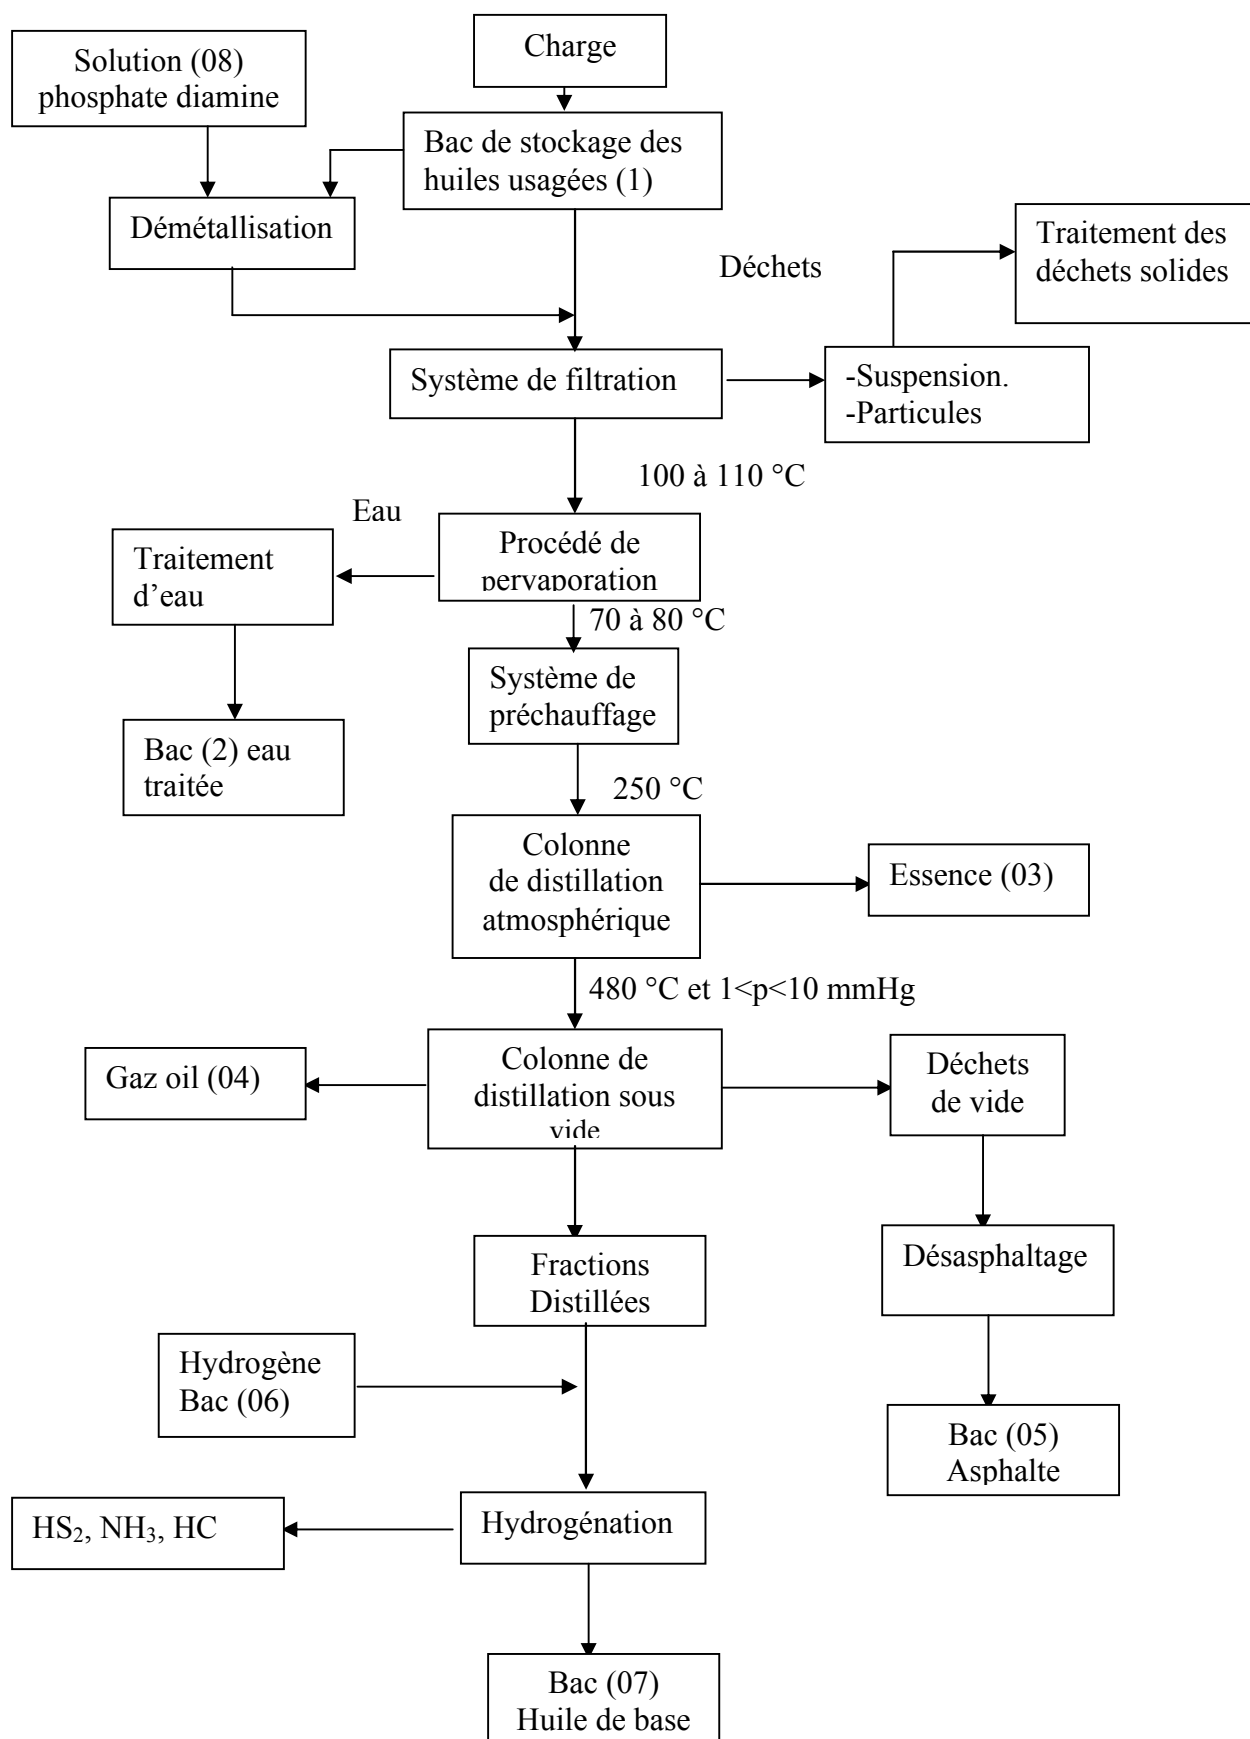 Charge
Solution (08)
phosphate diamine
Bac de stockage des
huiles usagées (1)
Démétallisation
Traitement des
déchets solides
Déchets
Système de filtration
-Suspension.
-Particules
100 à 110 °C
Eau
Procédé de
pervaporation
Traitement
d’eau
70 à 80 °C
Système de
préchauffage
Bac (2) eau
traitée
250 °C
Colonne
de distillation
atmosphérique
Essence (03)
480 °C et 1<p<10 mmHg
Gaz oil (04)
Colonne de
distillation sous
vide
Déchets
de vide
Fractions
Distillées
Désasphaltage
Hydrogène
Bac (06)
Bac (05)
Asphalte
HS₂, NH₃, HC
Hydrogénation
Bac (07)
Huile de base